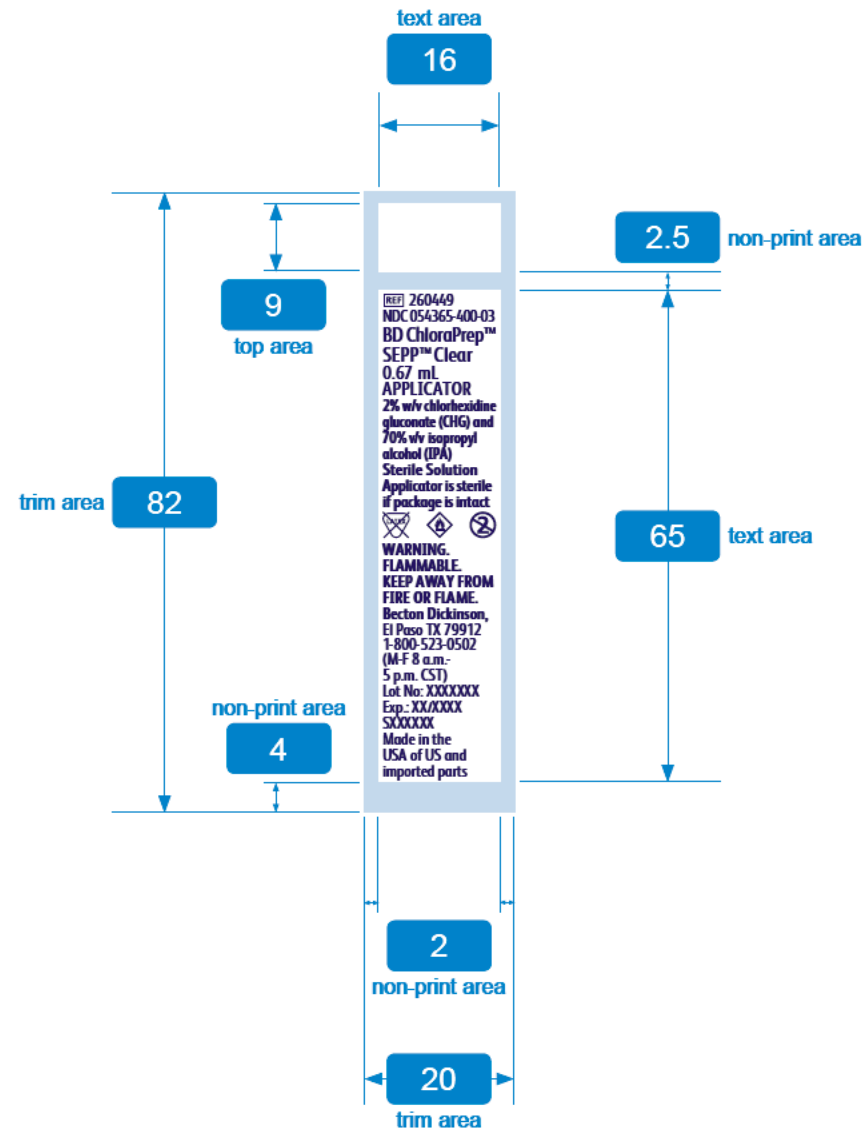 text area
16
2.5 non-print area
9
top area
REF 260449
NDC 054365-400-03
BD ChloraPrep™
SEPP™ Clear
0.67 mL
APPLICATOR
2% w/v chlorhexidine
gluconate (CHG) and
70% v/v isopropyl
alcohol (IPA)
Sterile Solution
Applicator is sterile
if package is intact
LATEX
2
WARNING.
FLAMMABLE.
KEEP AWAY FROM
FIRE OR FLAME.
Becton Dickinson,
El Paso TX 79912
1-800-523-0502
(M-F 8 a.m.-
5 p.m. CST)
Lot No: XXXXXXX
Exp.: XX/XXXX
SXXXXXX
Made in the
USA of US and
imported parts
trim area 82
65 text area
non-print area
4
2
non-print area
20
trim area